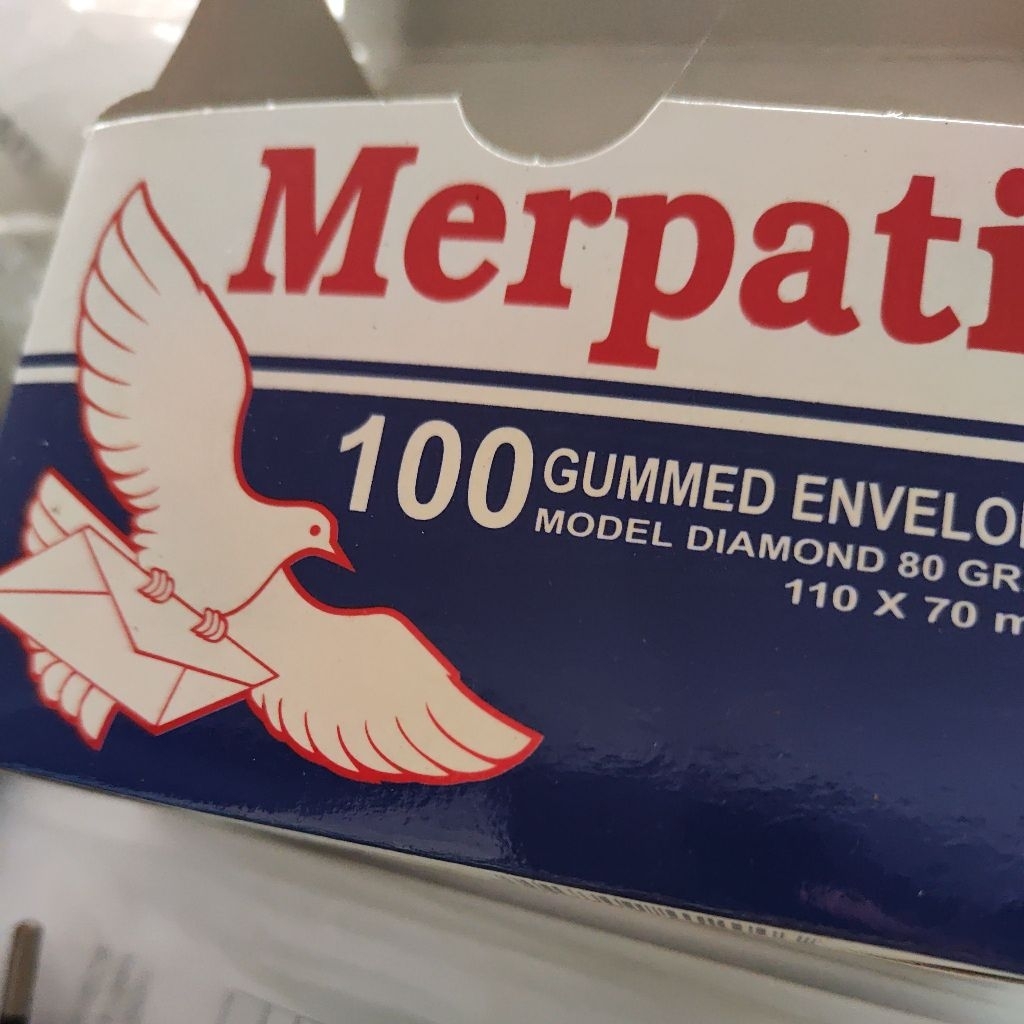 Merpati
100 GUMMED ENVELO
MODEL DIAMOND 80 GR
110 X 70 m